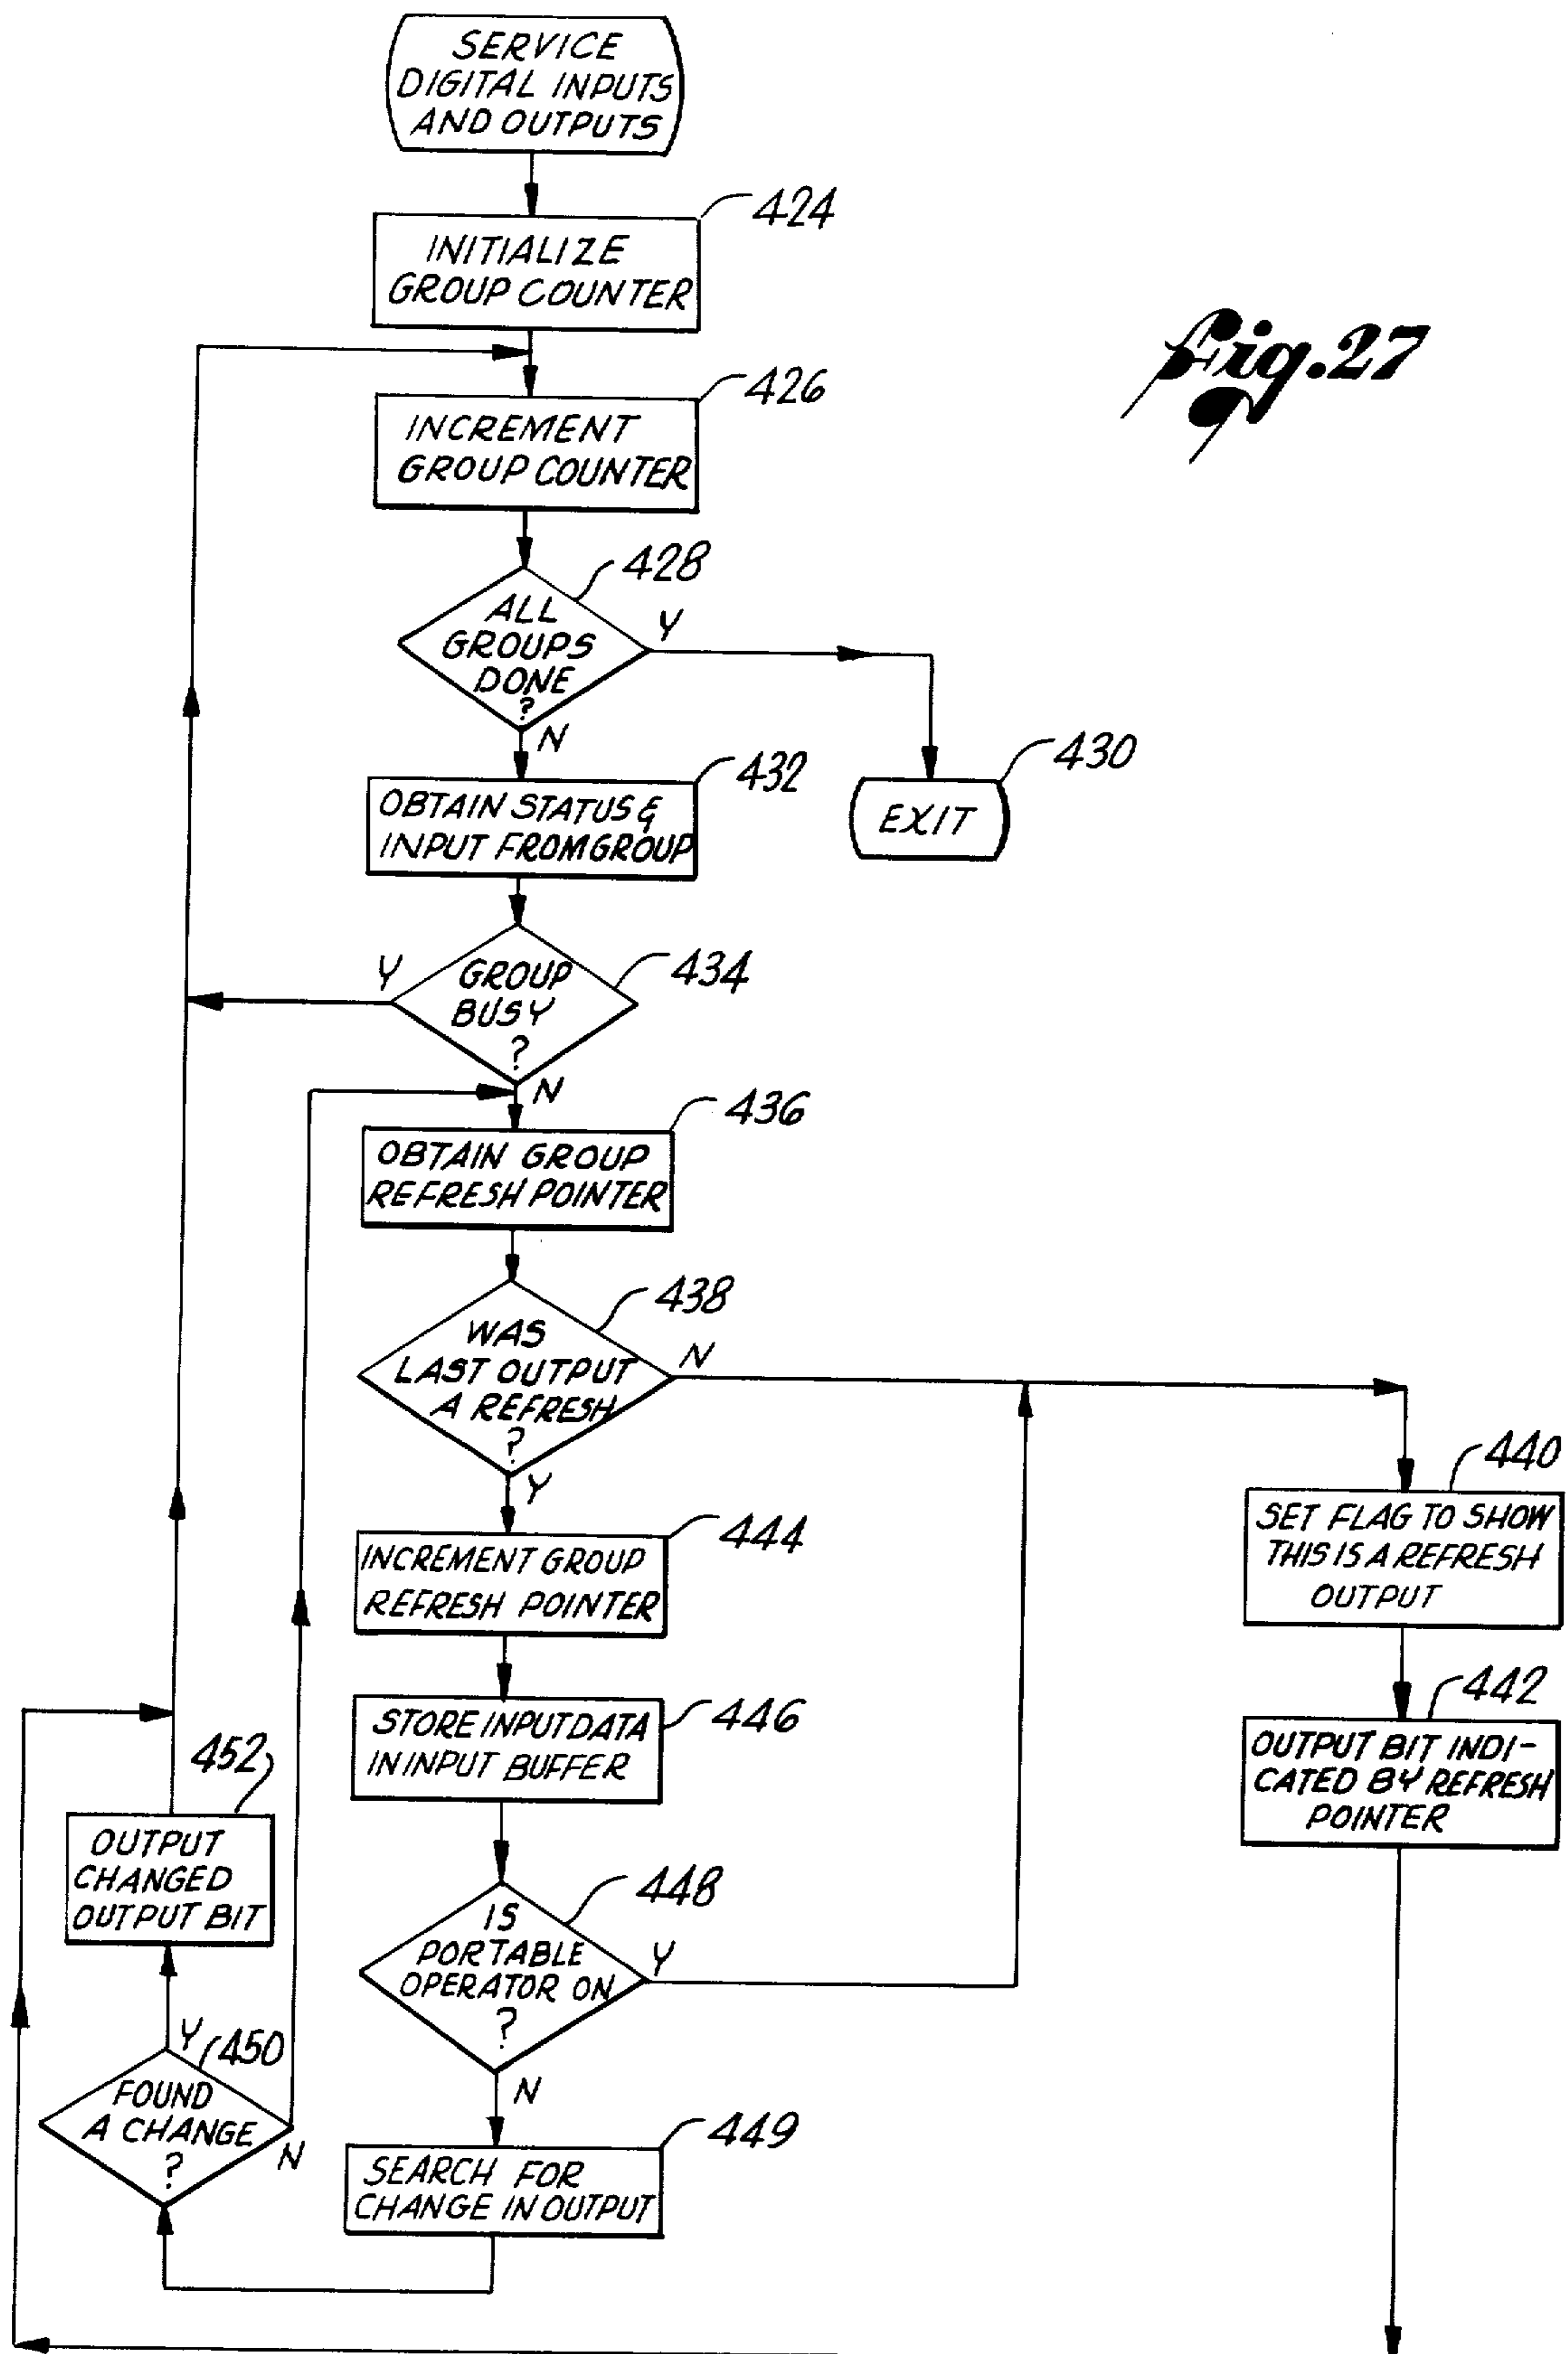 SERVICE
DIGITAL INPUTS
AND OUTPUTS
424
INITIALIZE
GROUP COUNTER
fig.27
426
INCREMENT
GROUP COUNTER
428
ALL
GROUPS
DONE
?
Y
N
430
EXIT
432
OBTAIN STATUS &
INPUT FROM GROUP
434
Y
GROUP
BUSY
?
N
436
OBTAIN GROUP
REFRESH POINTER
438
WAS
LAST OUTPUT
A REFRESH
?
N
Y
440
SET FLAG TO SHOW
THIS IS A REFRESH
OUTPUT
444
INCREMENT GROUP
REFRESH POINTER
442
OUTPUT BIT INDI-
CATED BY REFRESH
POINTER
446
STORE INPUT DATA
IN INPUT BUFFER
452
OUTPUT
CHANGED
OUTPUT BIT
448
IS
PORTABLE
OPERATOR ON
?
Y
N
Y
450
FOUND
A CHANGE
?
N
449
SEARCH FOR
CHANGE IN OUTPUT